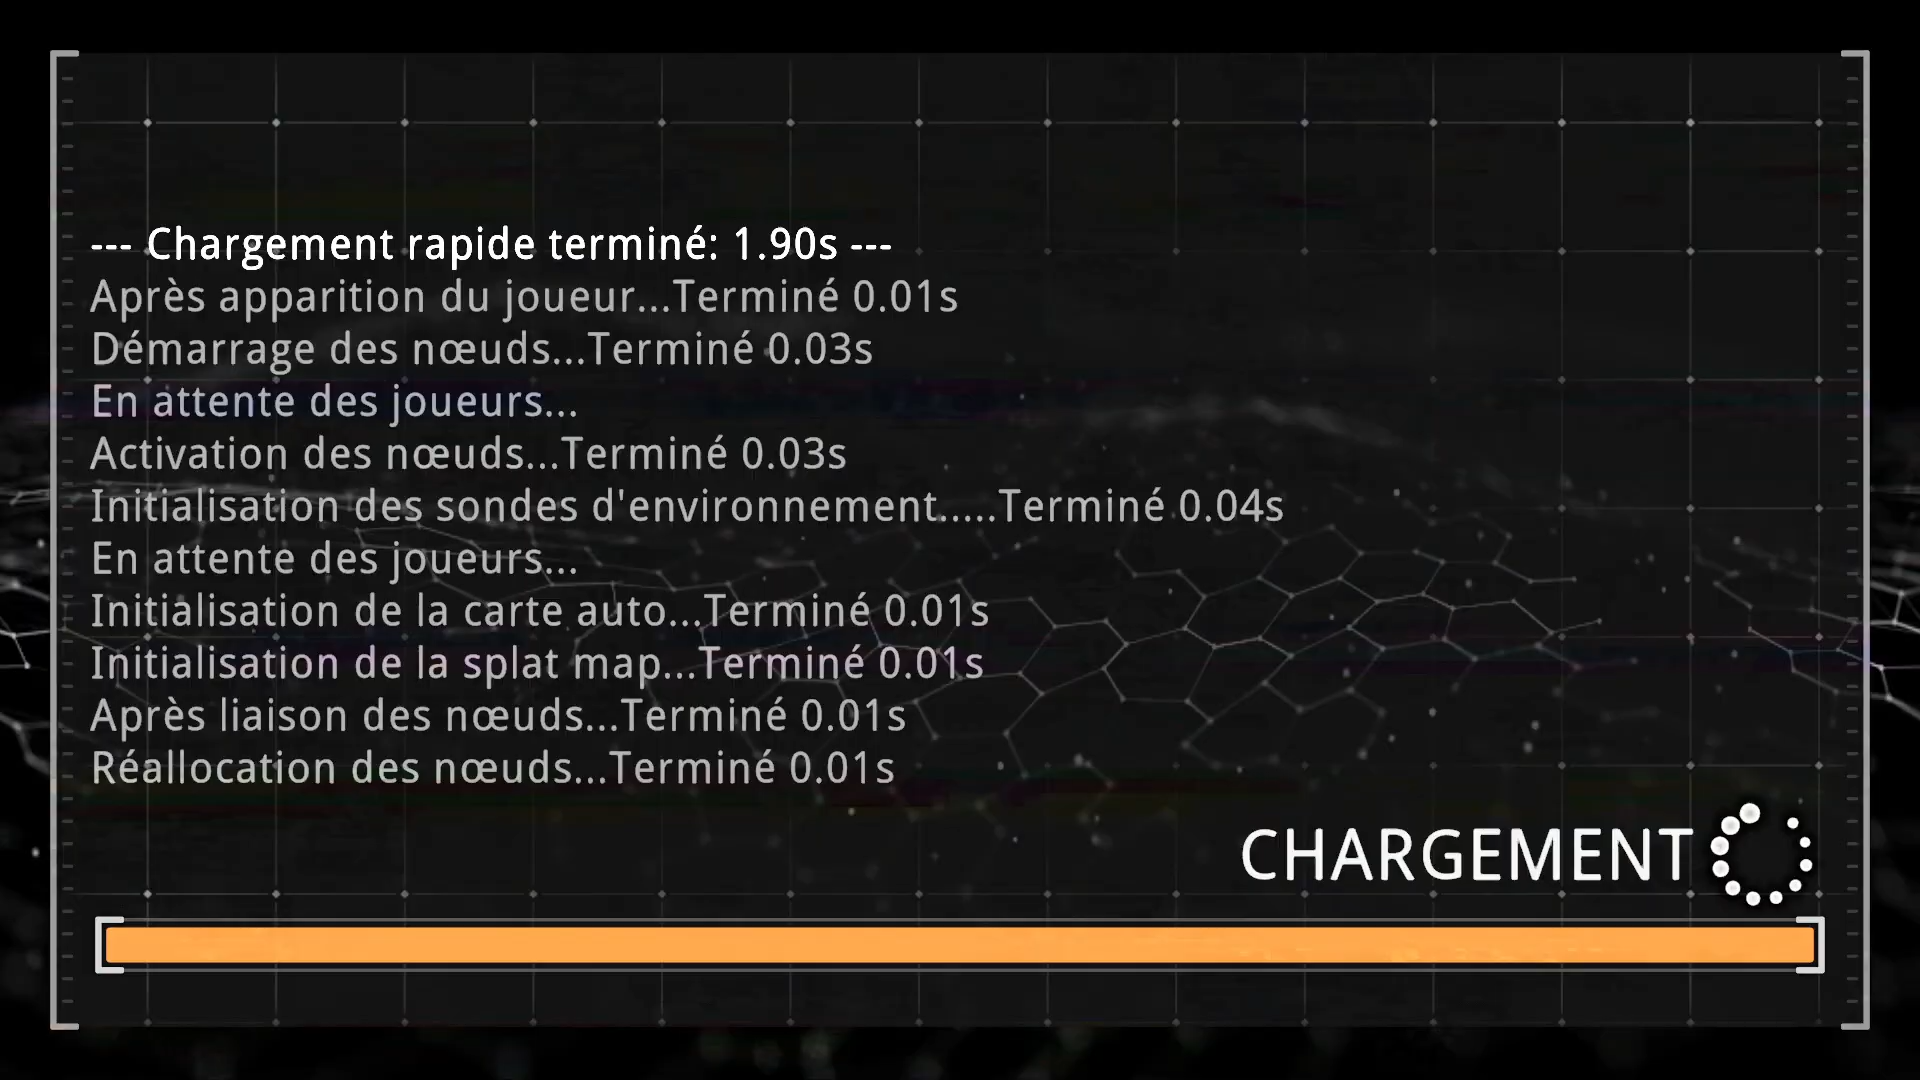 --- Chargement rapide terminé: 1.90s ---
Après apparition du joueur...Terminé 0.01s
Démarrage des nœuds...Terminé 0.03s
En attente des joueurs...
Activation des nœuds...Terminé 0.03s
Initialisation des sondes d'environnement.....Terminé 0.04s
En attente des joueurs...
Initialisation de la carte auto...Terminé 0.01s
Initialisation de la splat map...Terminé 0.01s
Après liaison des nœuds...Terminé 0.01s
Réallocation des nœuds...Terminé 0.01s
CHARGEMENT